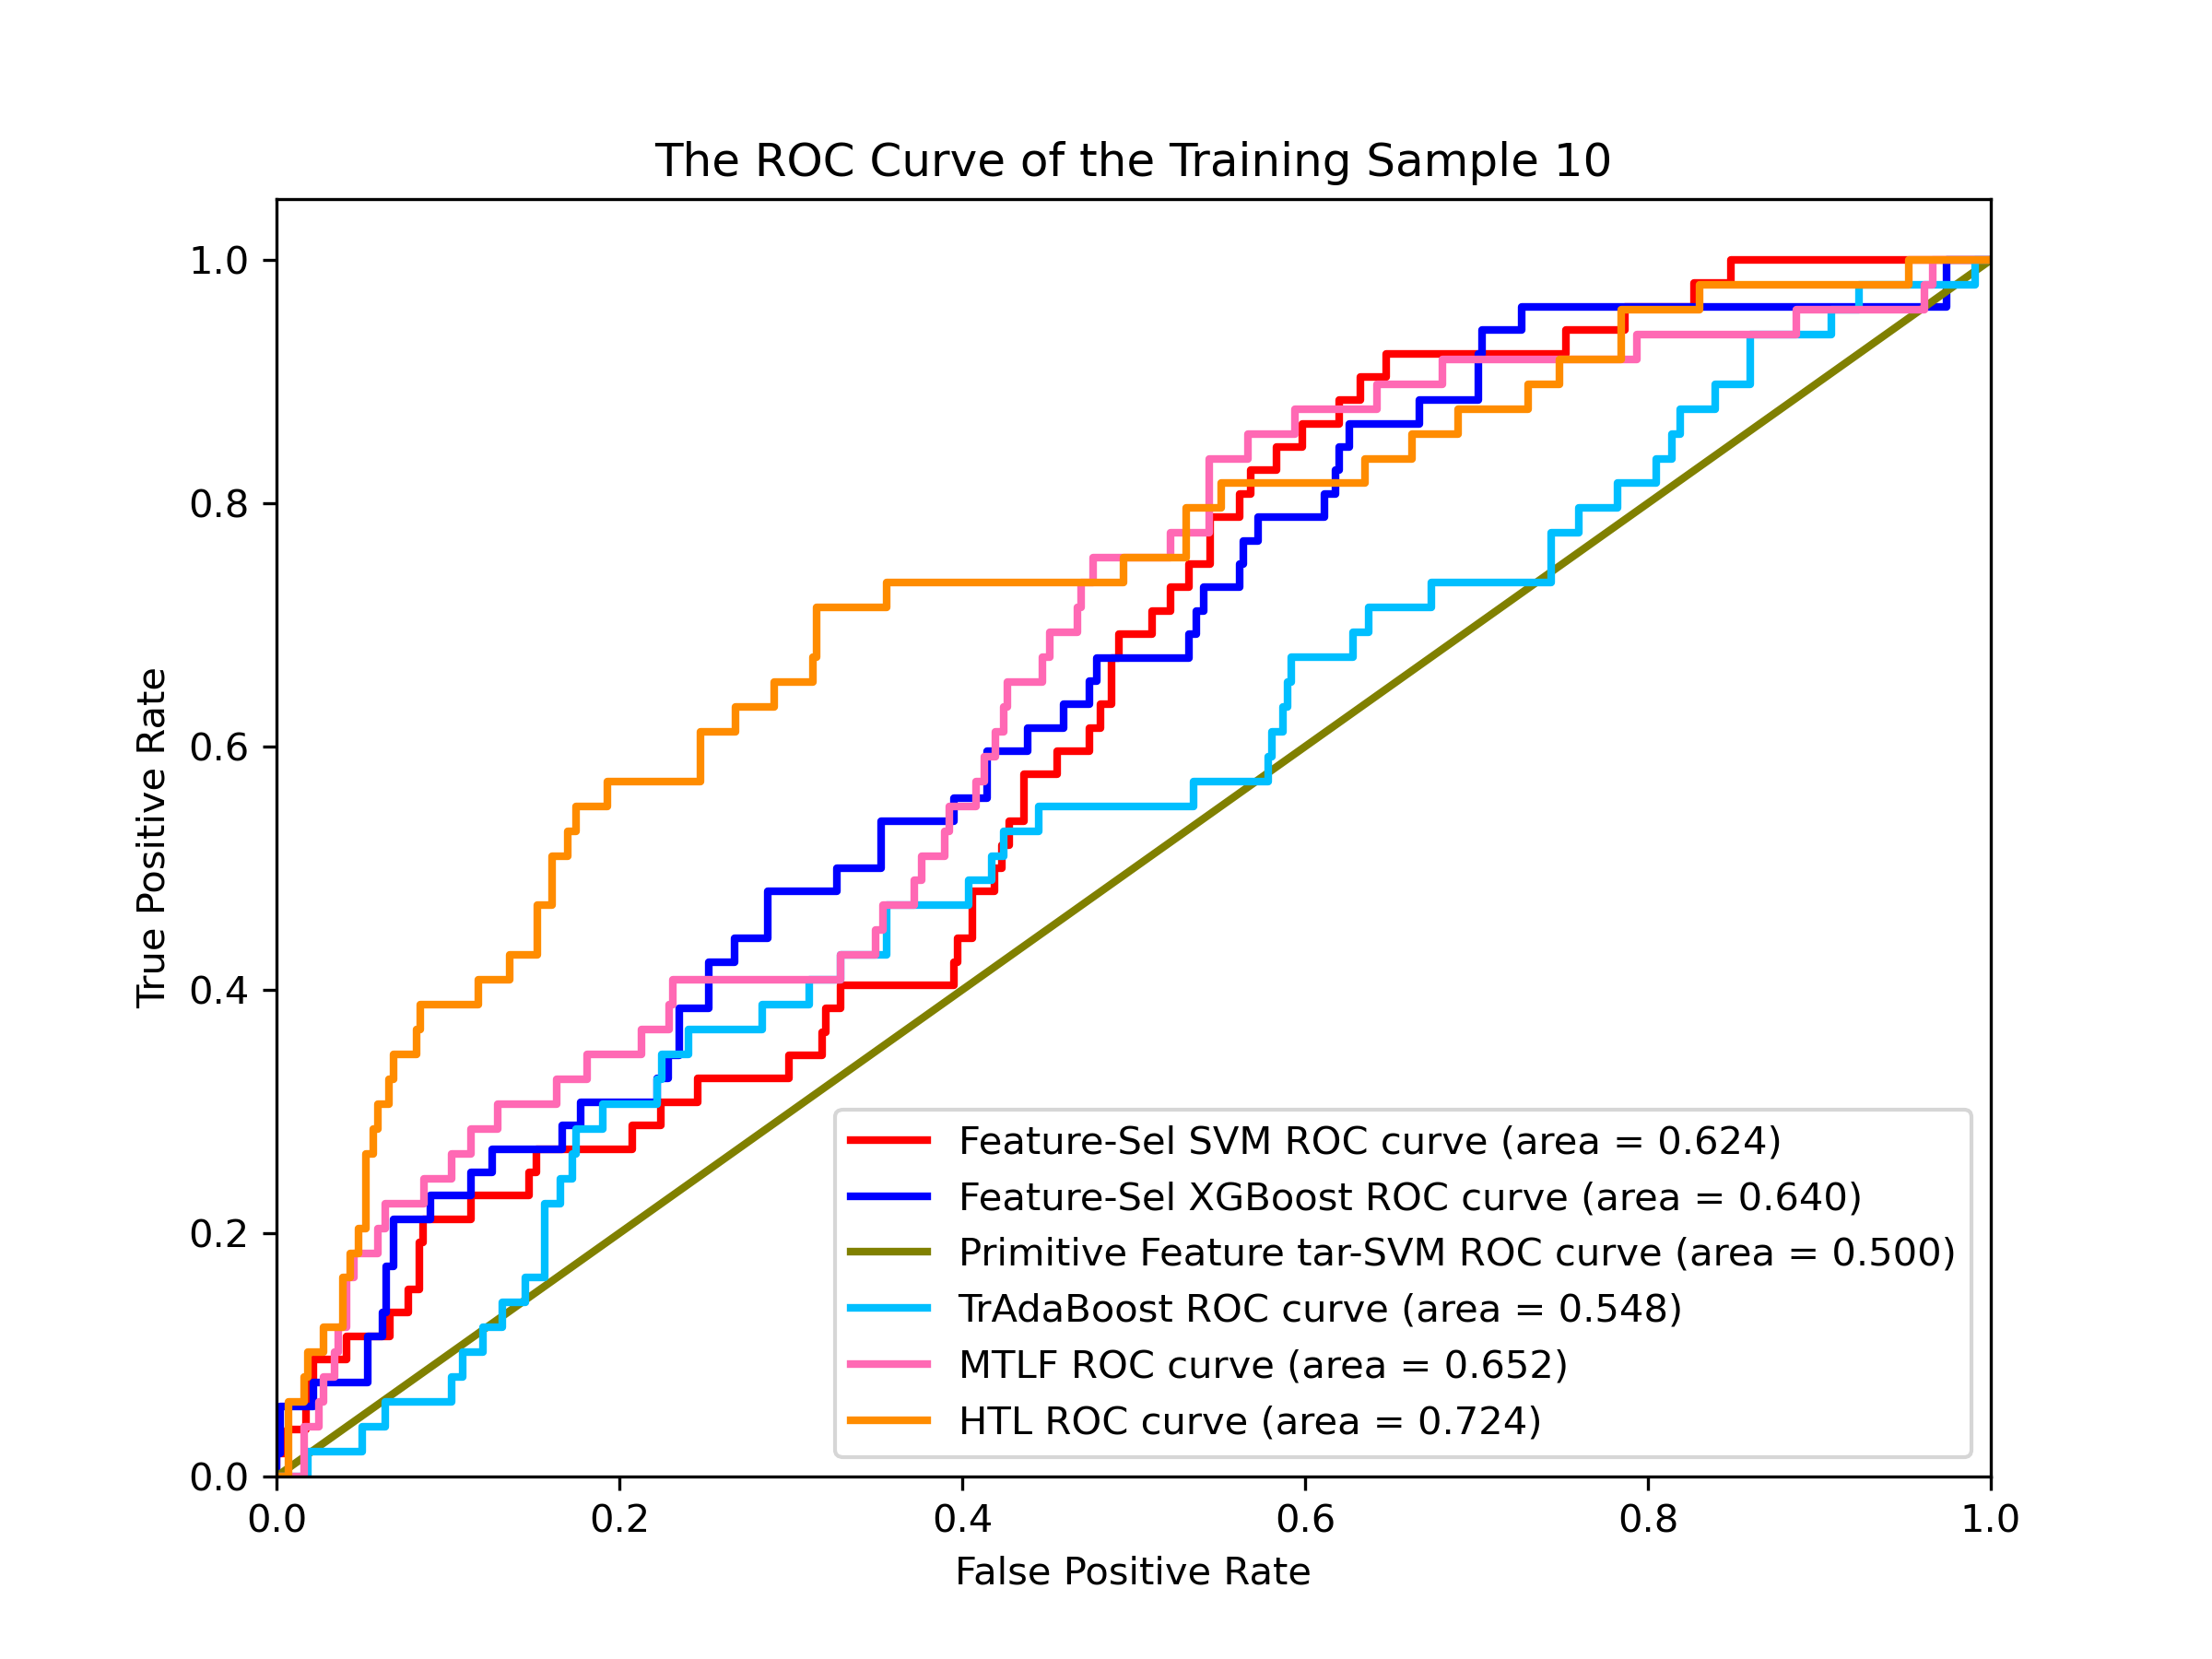 The ROC Curve of the Training Sample 10
True Positive Rate
1.0
0.8
0.6
0.4
0.2
0.0
Feature-Sel SVM ROC curve (area = 0.624)
Feature-Sel XGBoost ROC curve (area = 0.640)
Primitive Feature tar-SVM ROC curve (area = 0.500)
TrAdaBoost ROC curve (area = 0.548)
MTLF ROC curve (area = 0.652)
HTL ROC curve (area = 0.724)
0.0 0.2 0.4 0.6 0.8 1.0
False Positive Rate